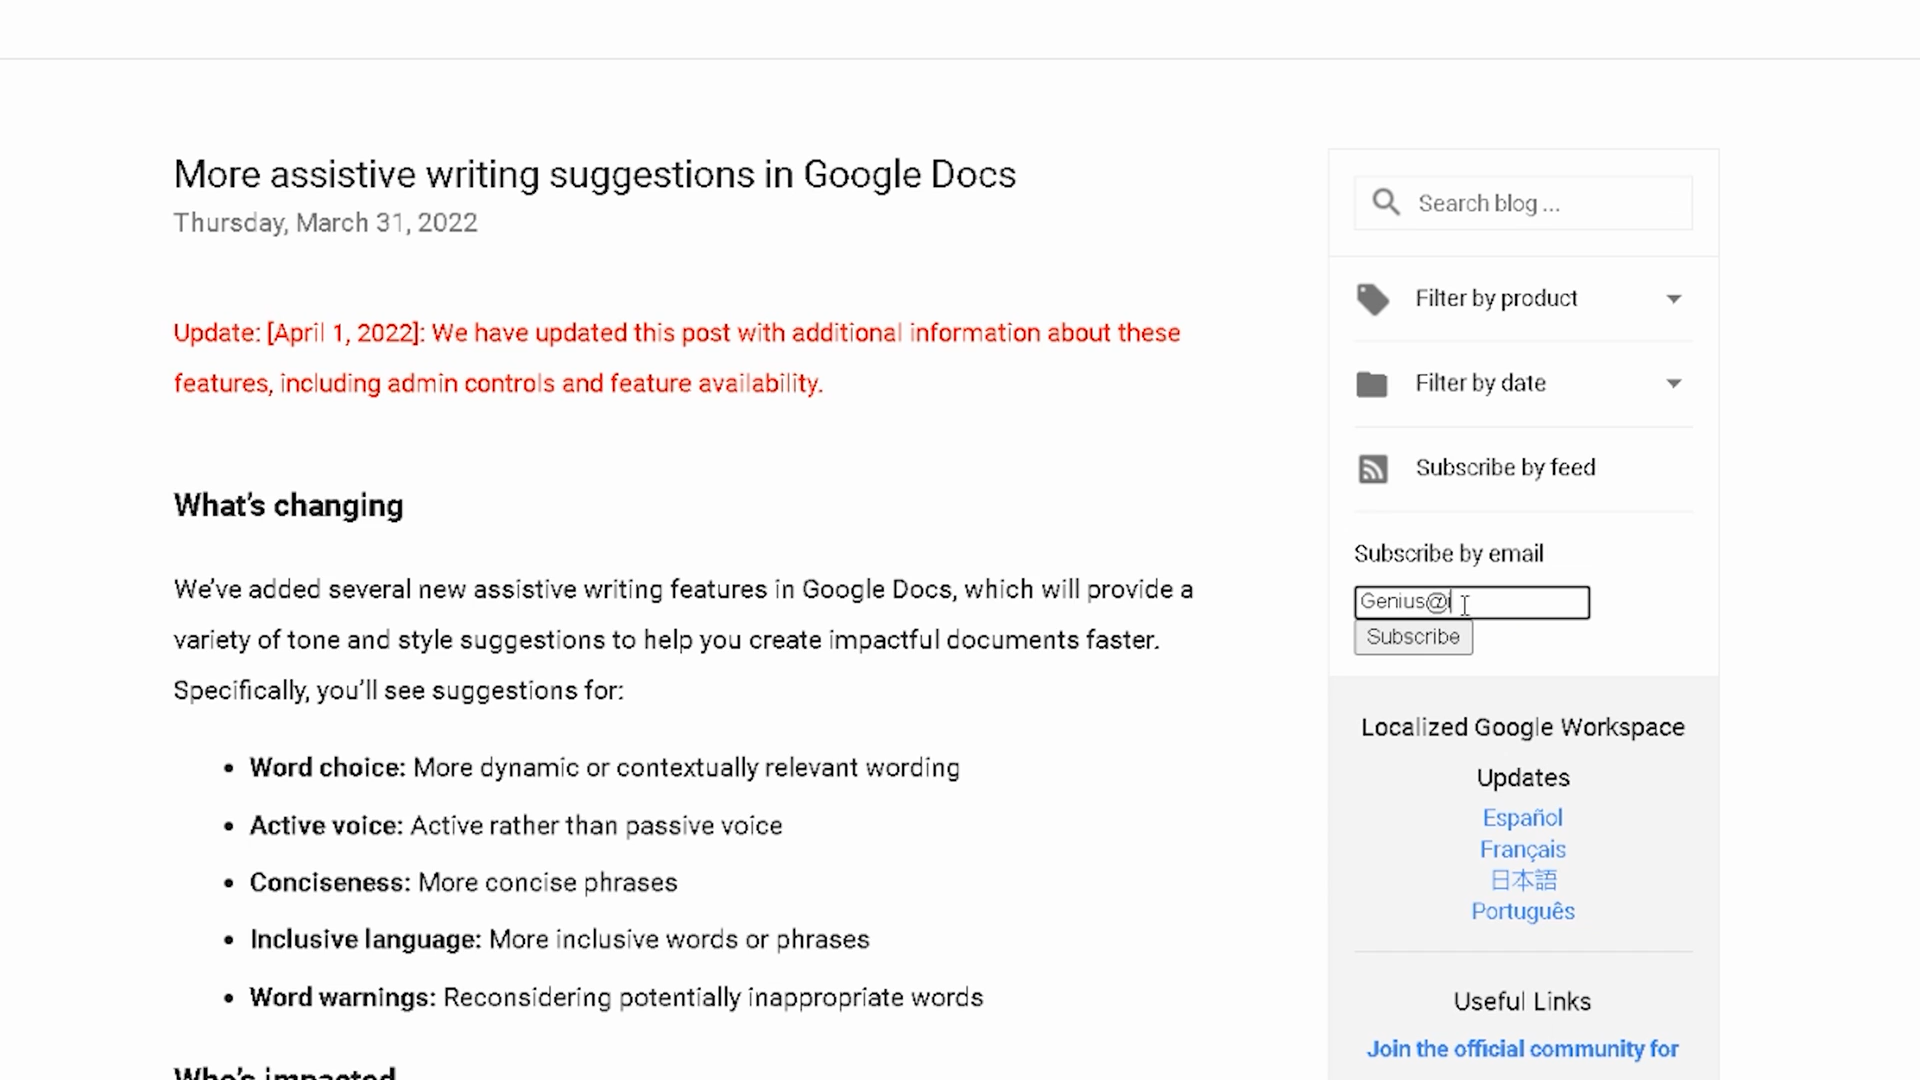 More assistive writing suggestions in Google Docs
Thursday, March 31, 2022
Update: [April 1, 2022]: We have updated this post with additional information about these
features, including admin controls and feature availability.
What's changing
We've added several new assistive writing features in Google Docs, which will provide a
variety of tone and style suggestions to help you create impactful documents faster.
Specifically, you'll see suggestions for:
• Word choice: More dynamic or contextually relevant wording
• Active voice: Active rather than passive voice
• Conciseness: More concise phrases
• Inclusive language: More inclusive words or phrases
• Word warnings: Reconsidering potentially inappropriate words
Who's impacted
Search blog ...
Filter by product
Filter by date
Subscribe by feed
Subscribe by email
Genius@i
Subscribe
Localized Google Workspace
Updates
Español
Français
日本語
Português
Useful Links
Join the official community for